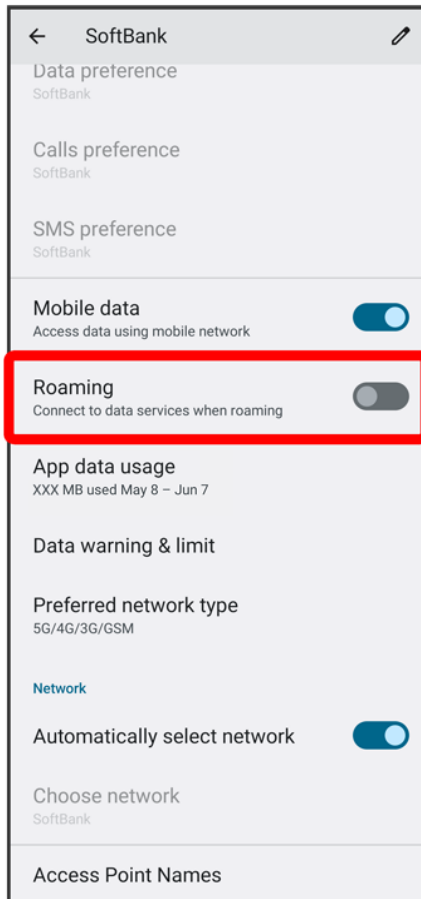 SoftBank
Data preference
SoftBank
Calls preference
SoftBank
SMS preference
SoftBank
Mobile data
Access data using mobile network
Roaming
Connect to data services when roaming
App data usage
XXX MB used May 8 – Jun 7
Data warning & limit
Preferred network type
5G/4G/3G/GSM
Network
Automatically select network
Choose network
SoftBank
Access Point Names